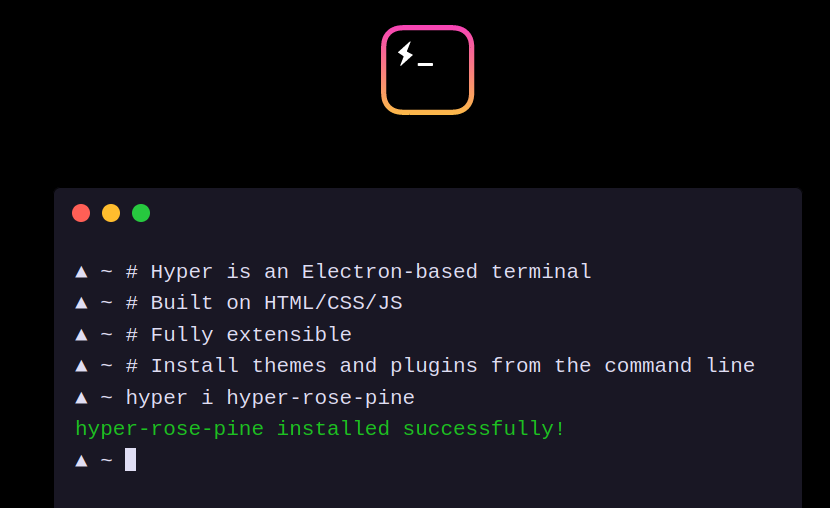 ▲ ~ # Hyper is an Electron-based terminal
▲ ~ # Built on HTML/CSS/JS
▲ ~ # Fully extensible
▲ ~ # Install themes and plugins from the command line
▲ ~ hyper i hyper-rose-pine
hyper-rose-pine installed successfully!
▲ ~